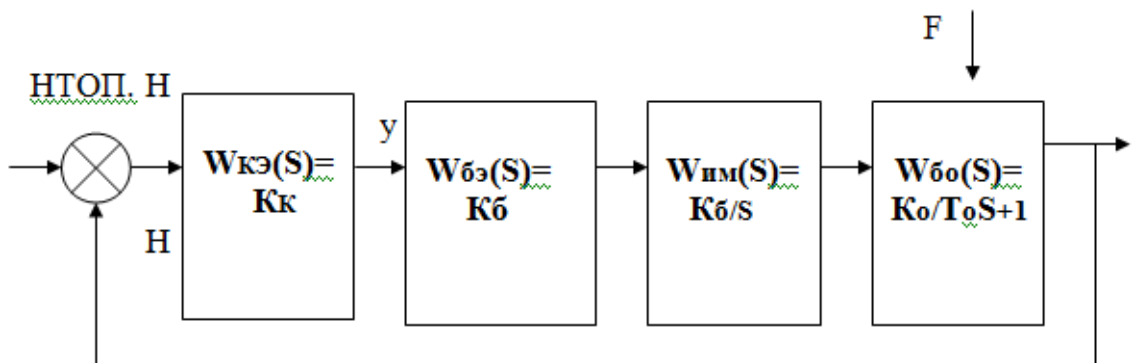 F
НТОП. Н
у
Wкэ(S)=
Кк
Wбэ(S)=
Кб
Wим(S)=
Кб/S
Wбо(S)=
Ко/ТоS+1
Н